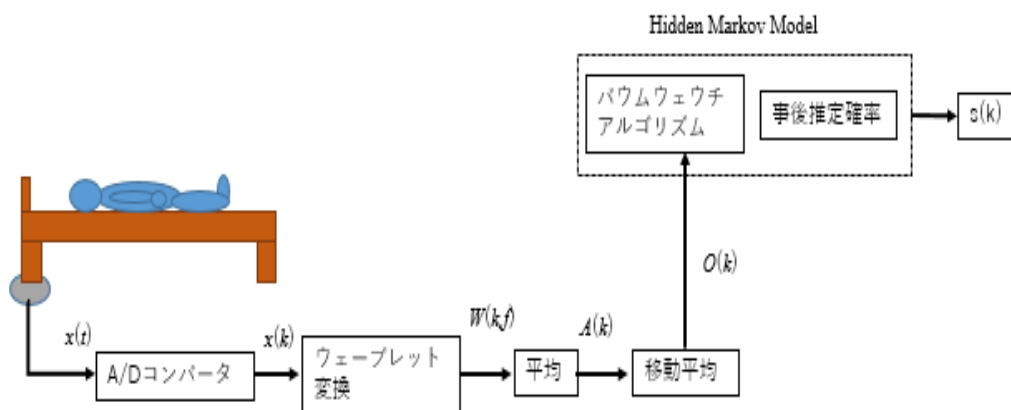 Hidden Markov Model
バウムウェウチ
アルゴリズム
事後推定確率
s(k)
O(k)
x(t)
x(k)
W(k,f)
A(k)
A/Dコンバータ
ウェーブレット
変換
平均
移動平均